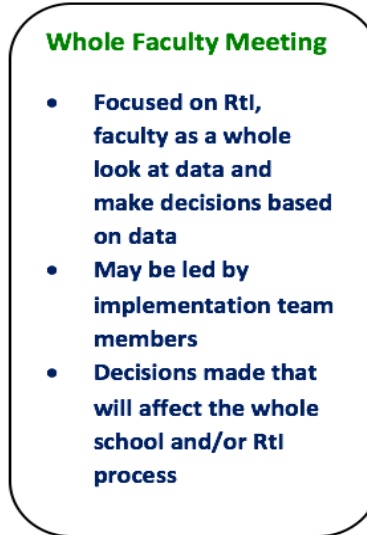 Whole Faculty Meeting
• Focused on RtI,
faculty as a whole
look at data and
make decisions based
on data
• May be led by
implementation team
members
• Decisions made that
will affect the whole
school and/or RtI
process